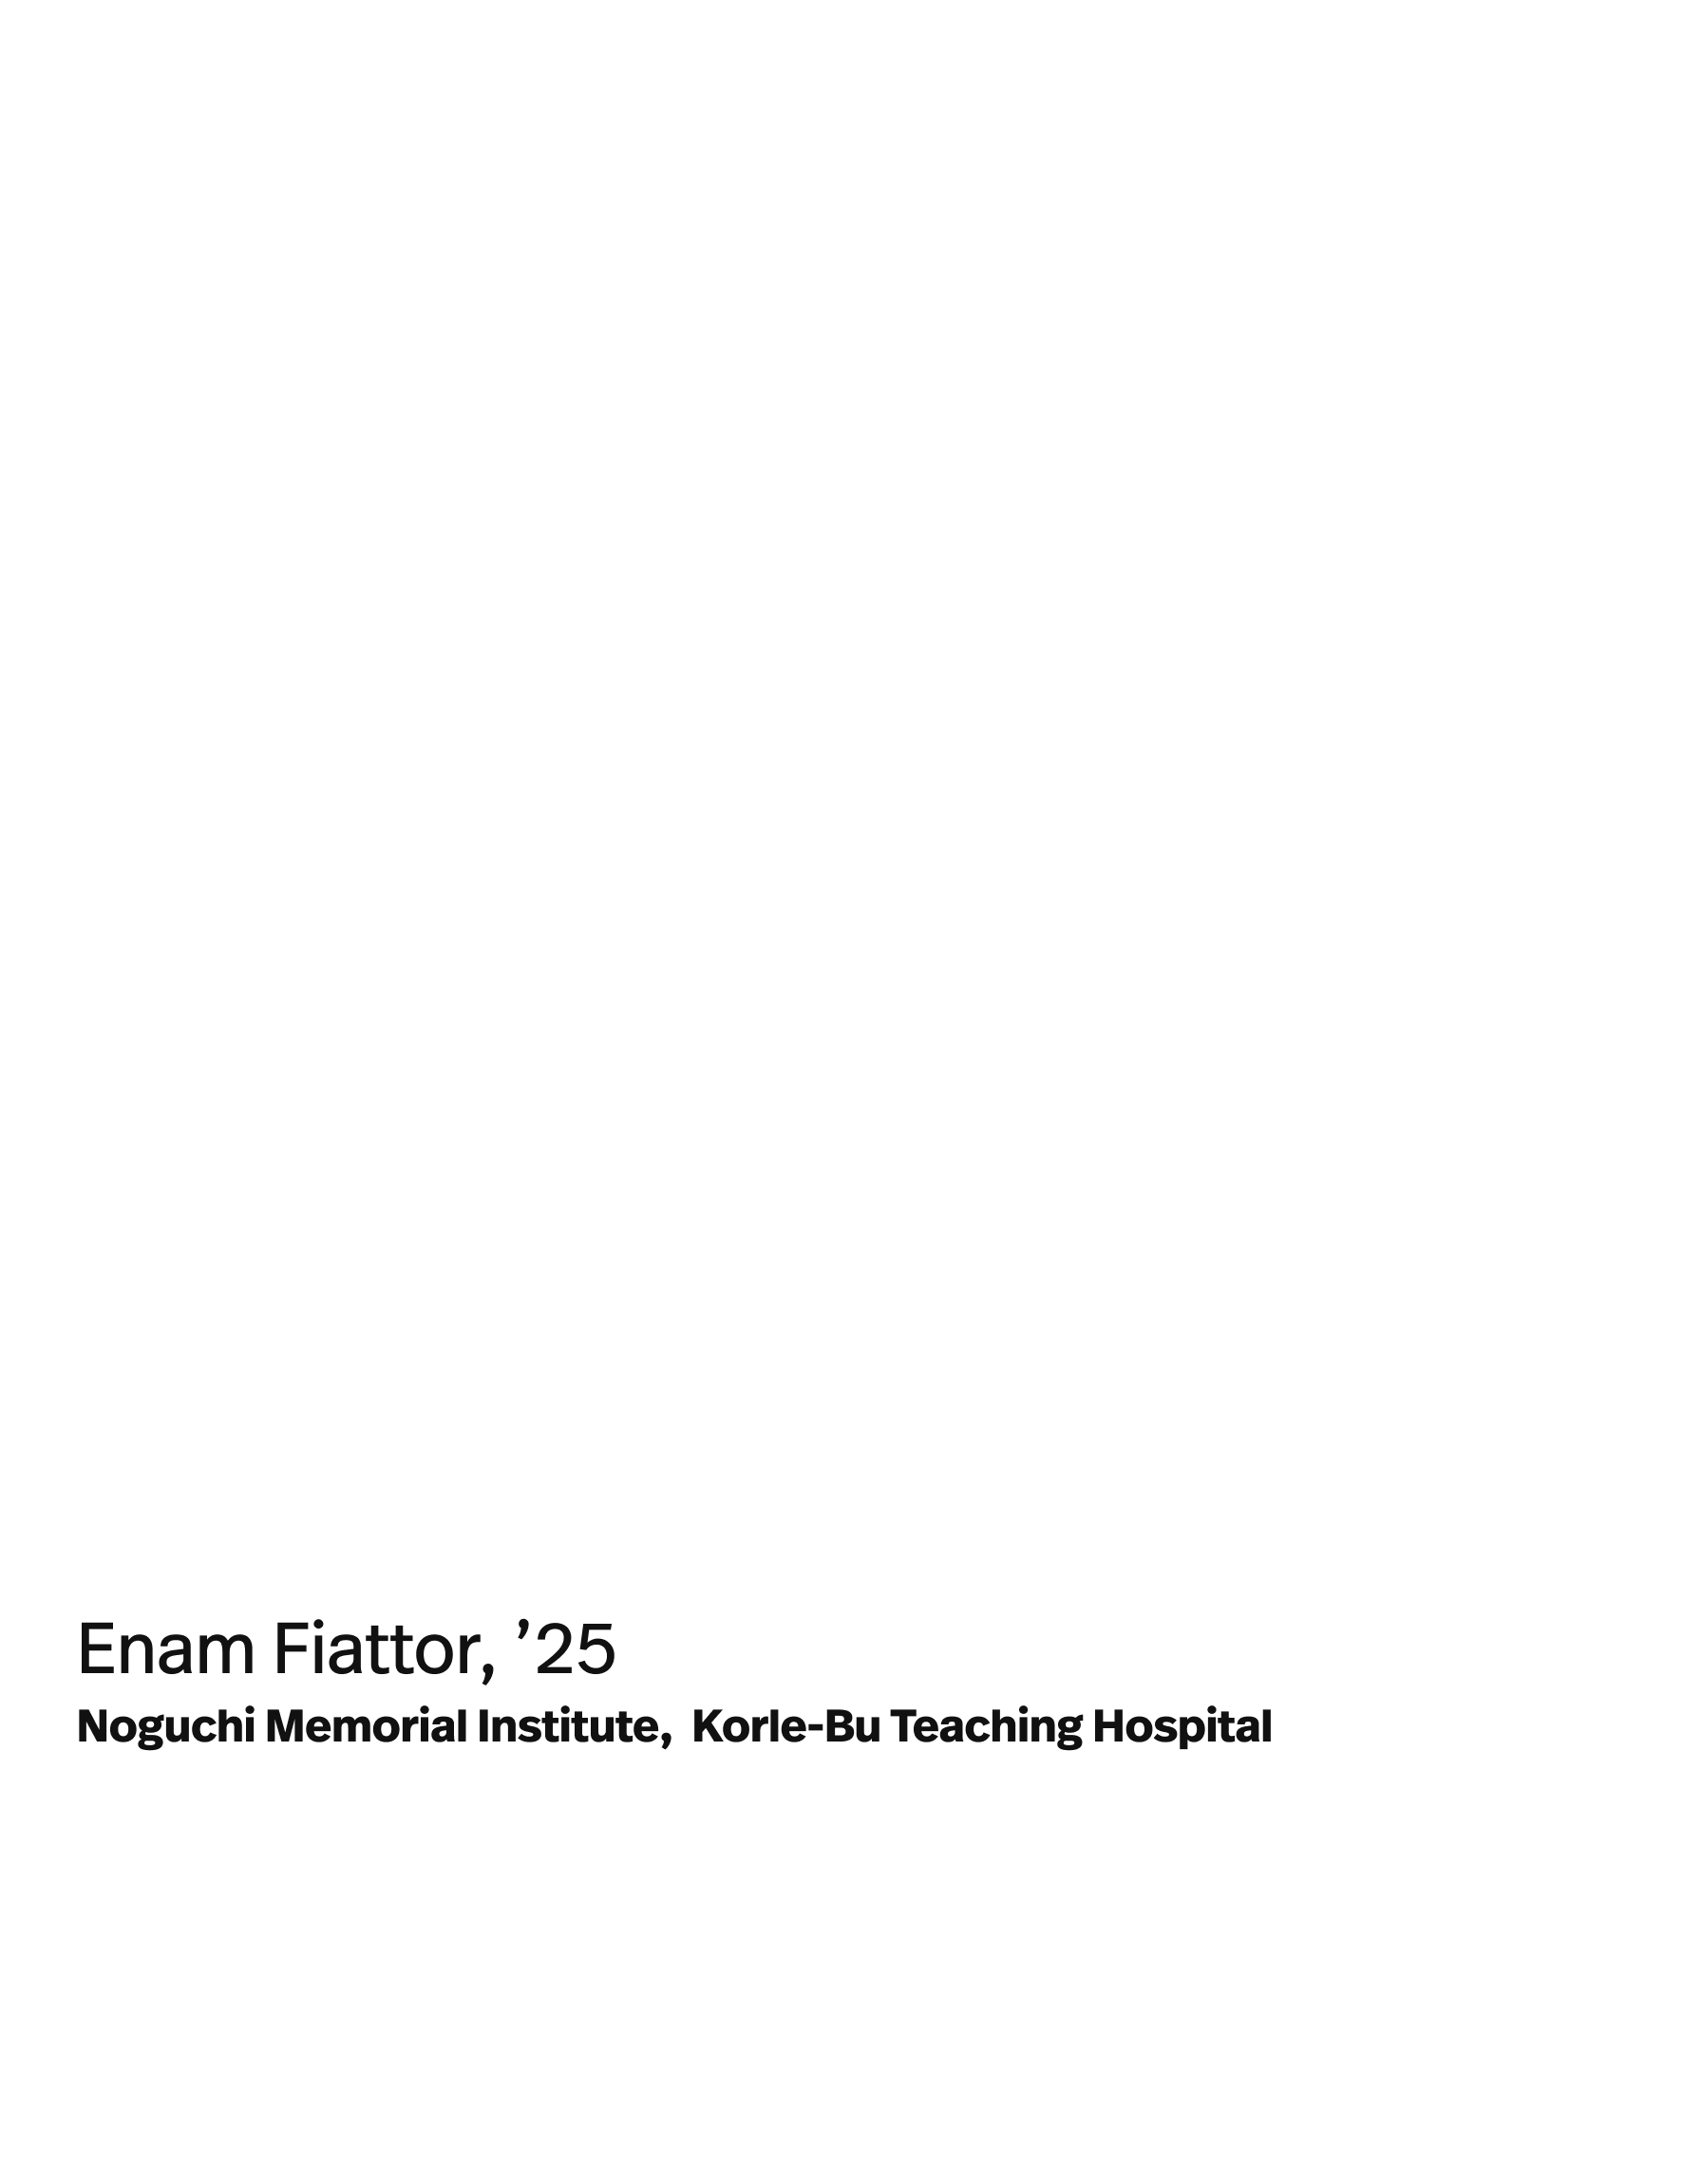 Enam Fiattor, ’25
Noguchi Memorial Institute, Korle-Bu Teaching Hospital